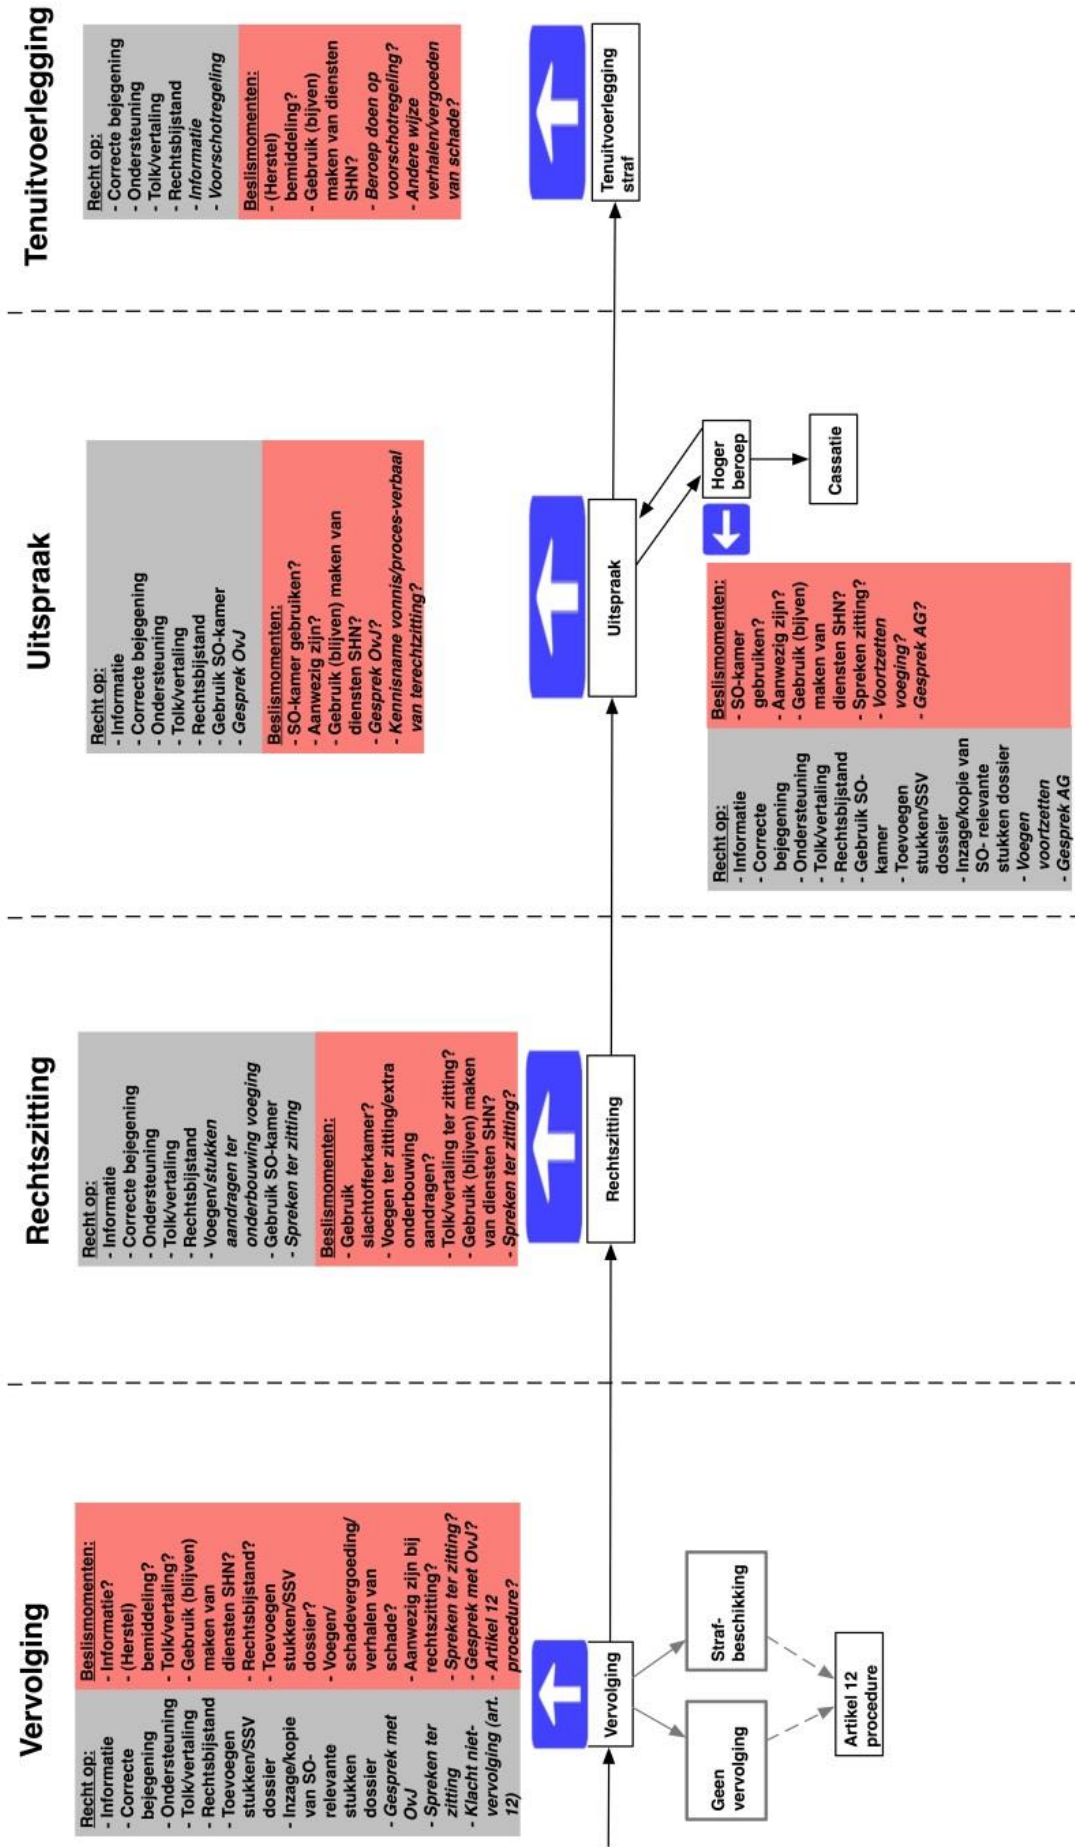 Vervolging
Recht op:
- Informatie
- Correcte
bejegening
- Ondersteuning
- Tolk/vertaling
- Rechtsbijstand
- Toevoegen
stukken/SSV
dossier
- Inzage/kopie
van SO-
relevante
stukken
dossier
- Gesprek met
OvJ
- Spreken ter
zitting
- Klacht niet-
vervolging (art.
12)
Beslismomenten:
- Informatie?
- (Herstel)
bemiddeling?
- Tolk/vertaling?
- Gebruik (blijven)
maken van
diensten SHN?
- Rechtsbijstand?
- Toevoegen
stukken/SSV
dossier?
- Voegen/
schadevergoeding/
verhalen van
schade?
- Aanwezig zijn bij
rechtszitting?
- Spreken ter zitting?
- Gesprek met OvJ?
- Artikel 12
procedure?
Vervolging
Geen
vervolging
Straf-
beschikking
Artikel 12
procedure
Rechtszitting
Recht op:
- Informatie
- Correcte bejegening
- Ondersteuning
- Tolk/vertaling
- Rechtsbijstand
- Voegen/stukken
aandragen ter
onderbouwing voeging
- Gebruik SO-kamer
- Spreken ter zitting
Beslismomenten:
- Gebruik
slachtofferkamer?
- Voegen ter zitting/extra
onderbouwing
aandragen?
- Tolk/vertaling ter zitting?
- Gebruik (blijven) maken
van diensten SHN?
- Spreken ter zitting?
Rechtszitting
Uitspraak
Recht op:
- Informatie
- Correcte bejegening
- Ondersteuning
- Tolk/vertaling
- Rechtsbijstand
- Gebruik SO-kamer
- Gesprek OvJ
Beslismomenten:
- SO-kamer gebruiken?
- Aanwezig zijn?
- Gebruik (blijven) maken van
diensten SHN?
- Gesprek OvJ?
- Kennisname vonnis/proces-verbaal
van terechtzitting?
Uitspraak
Hoger
beroep
Cassatie
Recht op:
- Informatie
- Correcte
bejegening
- Ondersteuning
- Tolk/vertaling
- Rechtsbijstand
- Gebruik SO-
kamer
- Toevoegen
stukken/SSV
dossier
- Inzage/kopie van
SO- relevante
stukken dossier
- Voegen
voortzetten
- Gesprek AG
Beslismomenten:
- SO-kamer
gebruiken?
- Aanwezig zijn?
- Gebruik (bijven)
maken van
diensten SHN?
- Spreken zitting?
- Voortzetten
voeging?
- Gesprek AG?
Tenuitvoerlegging
Recht op:
- Correcte bejegening
- Ondersteuning
- Tolk/vertaling
- Rechtsbijstand
- Informatie
- Voorschotregeling
Beslismomenten:
- (Herstel)
bemiddeling?
- Gebruik (bijven)
maken van diensten
SHN?
- Beroep doen op
voorschotregeling?
- Andere wijze
verhalen/vergoeden
van schade?
Tenuitvoerlegging
straf